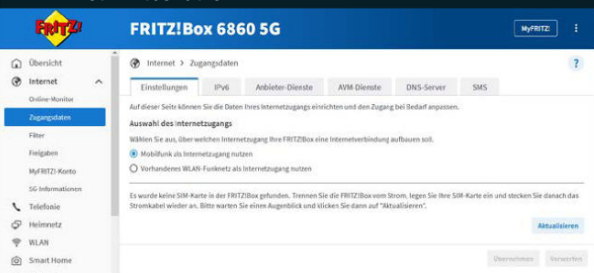 FRITZ!
FRITZ!Box 6860 5G
MyFRITZ!
Übersicht
Internet
Online-Monitor
Zugangsdaten
Filter
Freigaben
MyFRITZ!-Konto
5G-Informationen
Telefonie
Heimnetz
WLAN
Smart Home
Internet > Zugangsdaten
?
Einstellungen IPv6 Anbieter-Dienste AVM-Dienste DNS-Server SMS
Auf dieser Seite können Sie die Daten Ihres Internetzugangs einrichten und den Zugang bei Bedarf anpassen.
Auswahl des Internetzugangs
Wählen Sie aus, über welchen Internetzugang Ihre FRITZ!Box eine Internetverbindung aufbauen soll.
Mobilfunk als Internetzugang nutzen
Vorhandenes WLAN-Funknetz als Internetzugang nutzen
Es wurde keine SIM-Karte in der FRITZ!Box gefunden. Trennen Sie die FRITZ!Box vom Strom, legen Sie Ihre SIM-Karte ein und stecken Sie danach das
Stromkabel wieder an. Bitte warten Sie einen Augenblick und klicken Sie dann auf "Aktualisieren".
Aktualisieren
Übernehmen Verwerfen